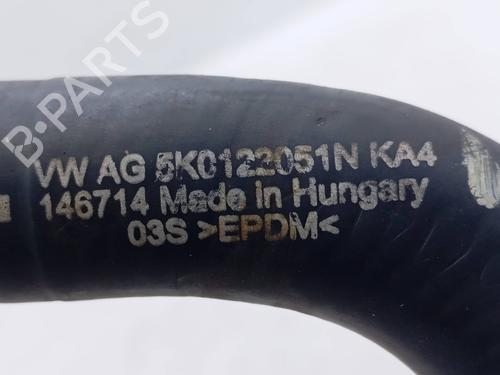 B-PARTS
VW AG 5K0122051N KA4
146714 Made in Hungary
03S >EPDM<